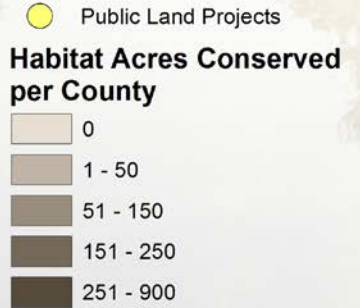 Public Land Projects
Habitat Acres Conserved
per County
0
1 - 50
51 - 150
151 - 250
251 - 900